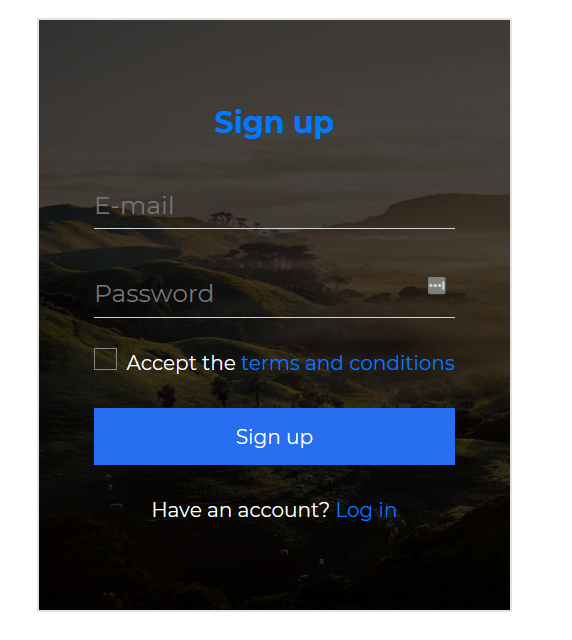 Sign up
E-mail
Password
Accept the terms and conditions
Sign up
Have an account? Log in